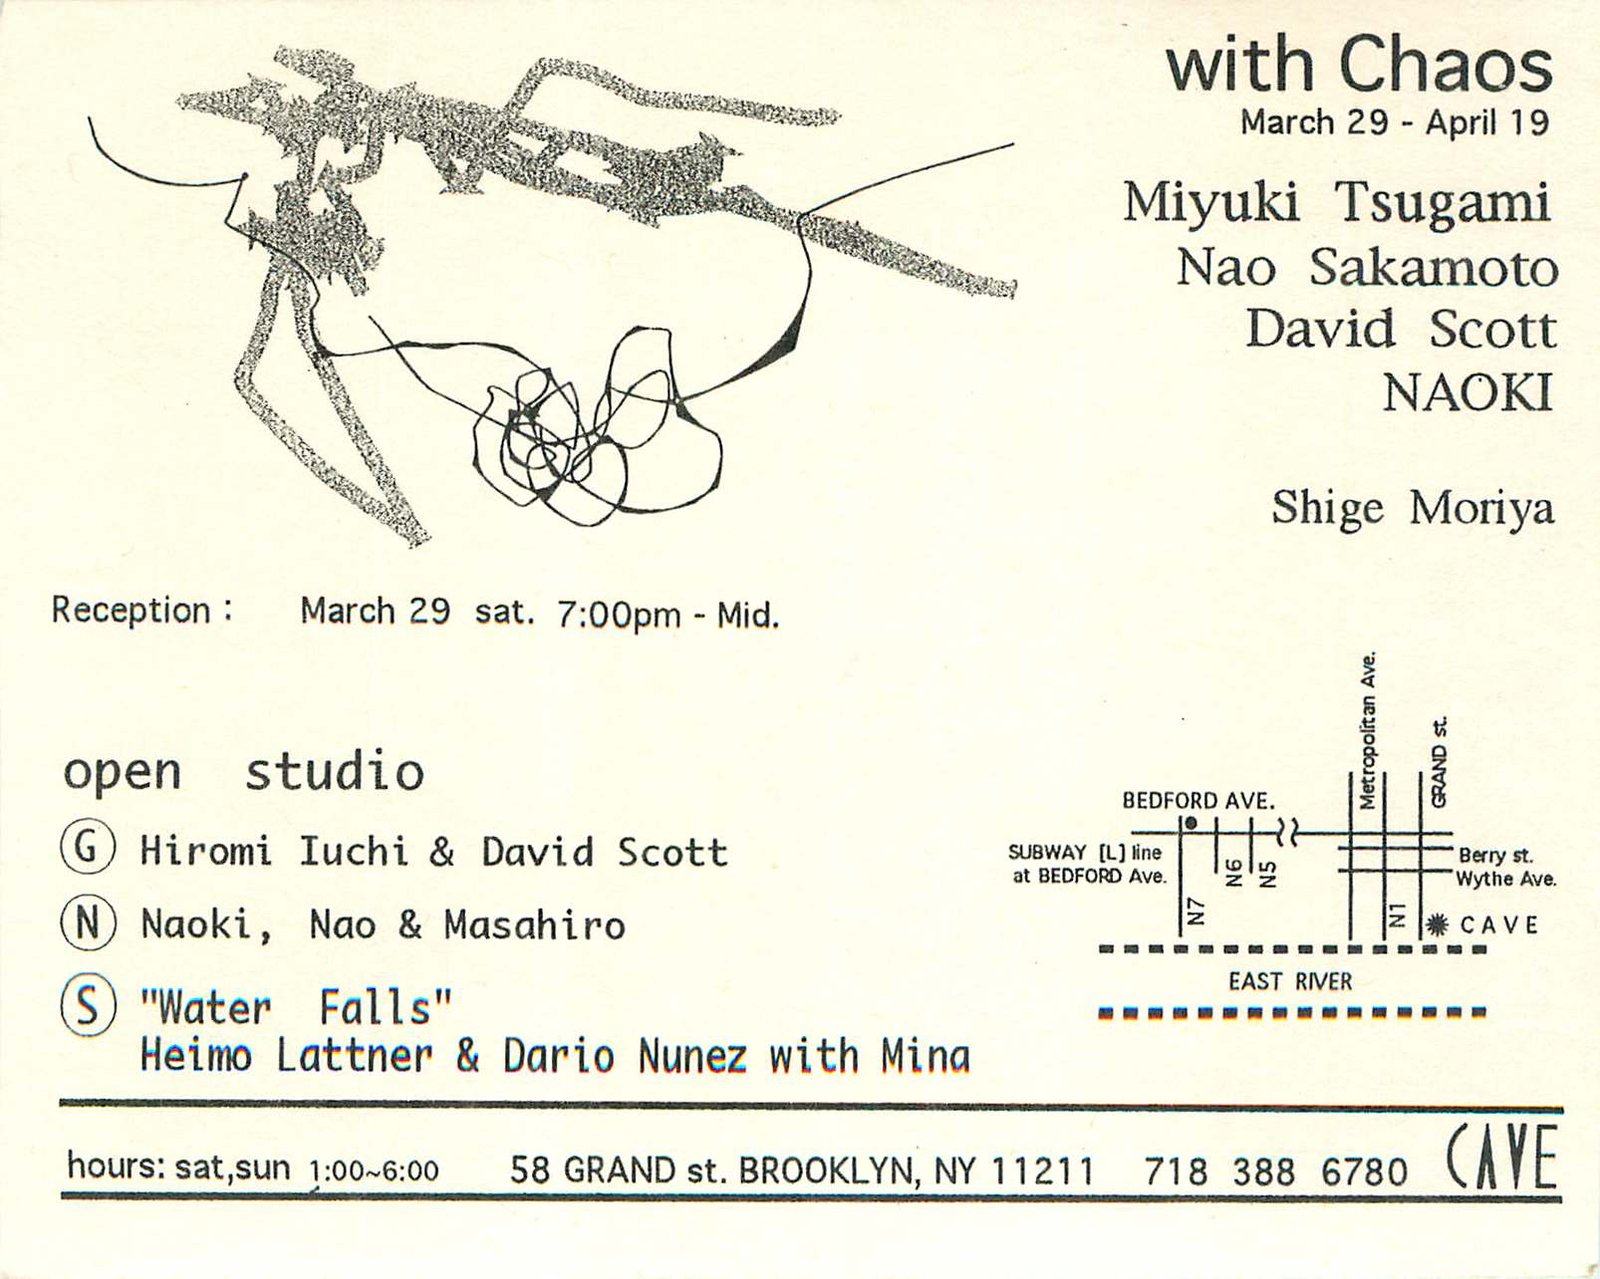 with Chaos
March 29 - April 19
Miyuki Tsugami
Nao Sakamoto
David Scott
NAOKI
Shige Moriya
Reception : March 29 sat. 7:00pm - Mid.
open studio
G Hiromi Iuchi & David Scott
N Naoki, Nao & Masahiro
S "Water Falls"
Heimo Lattner & Dario Nunez with Mina
Metropolitan Ave.
GRAND st.
BEDFORD AVE.
SUBWAY [L] line
at BEDFORD Ave.
N7
N6
N5
Berry st.
Wythe Ave.
N1
CAVE
EAST RIVER
hours: sat,sun 1:00~6:00 58 GRAND st. BROOKLYN, NY 11211 718 388 6780 CAVE